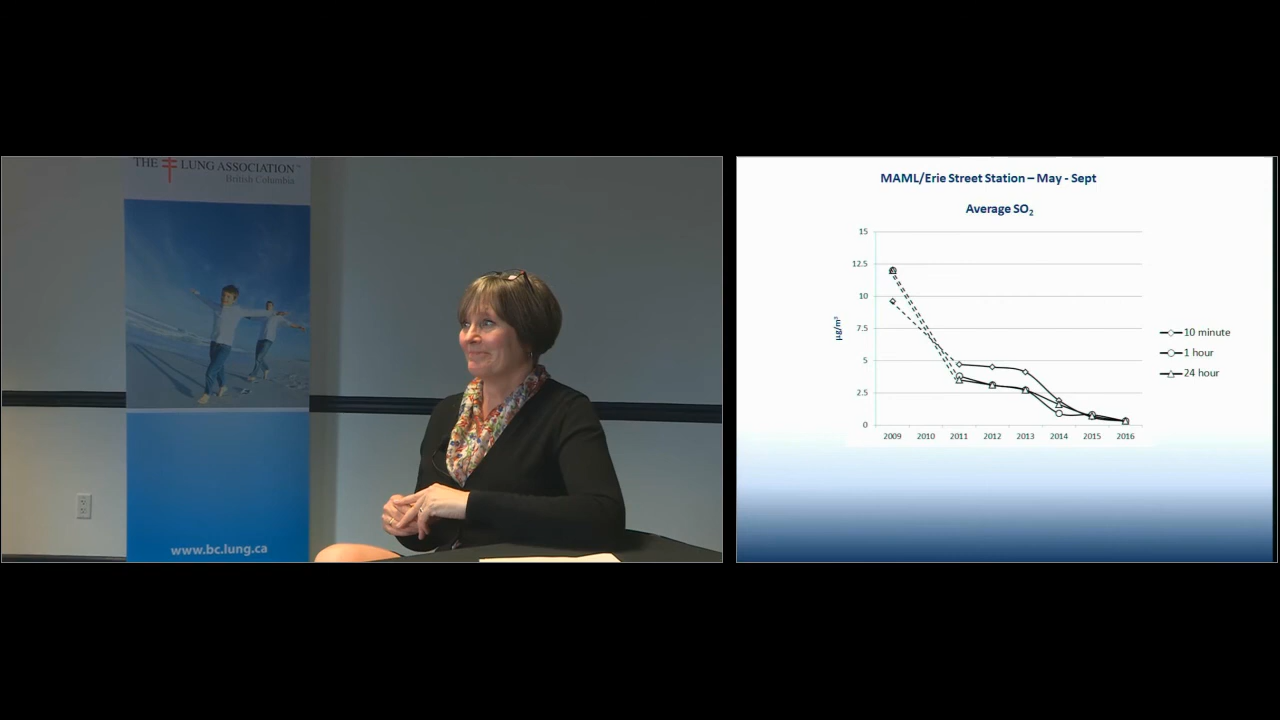 THE LUNG ASSOCIATION™
British Columbia
www.bc.lung.ca
MAML/Erie Street Station – May - Sept
Average SO₂
15
12.5
10
7.5
5
2.5
0
µg/m³
2009 2010 2011 2012 2013 2014 2015 2016
10 minute
1 hour
24 hour